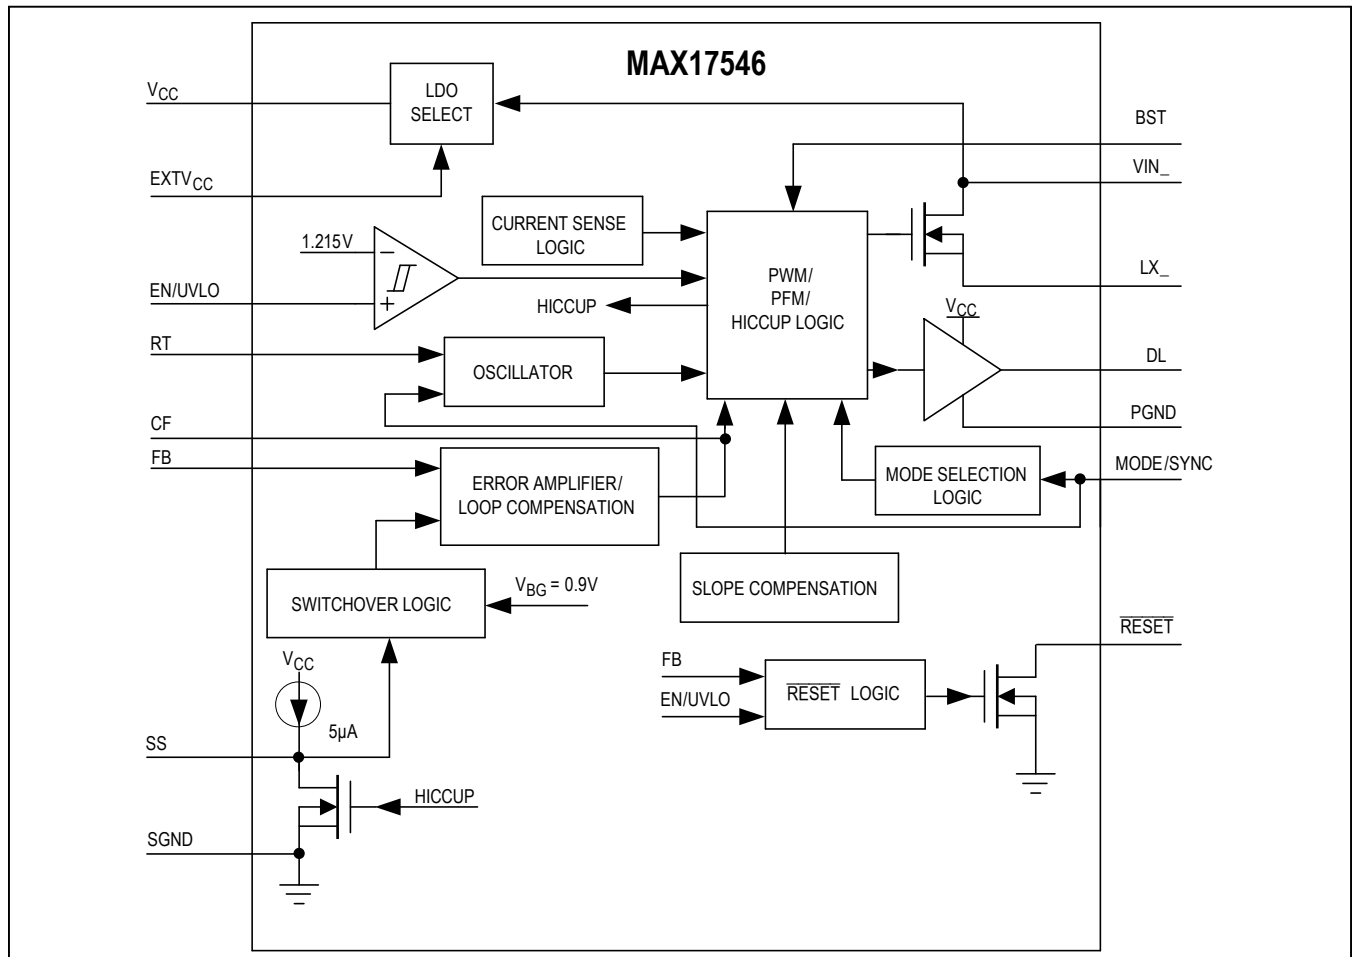 MAX17546
VCC
LDO
SELECT
BST
EXTVCC
VIN_
CURRENT SENSE
LOGIC
1.215V
−
+
EN/UVLO
HICCUP
PWM/
PFM/
HICCUP LOGIC
LX_
VCC
RT
OSCILLATOR
DL
CF
PGND
FB
ERROR AMPLIFIER/
LOOP COMPENSATION
MODE SELECTION
LOGIC
MODE/SYNC
SWITCHOVER LOGIC
VBG = 0.9V
SLOPE COMPENSATION
RESET
VCC
5µA
FB
EN/UVLO
RESET LOGIC
SS
HICCUP
SGND